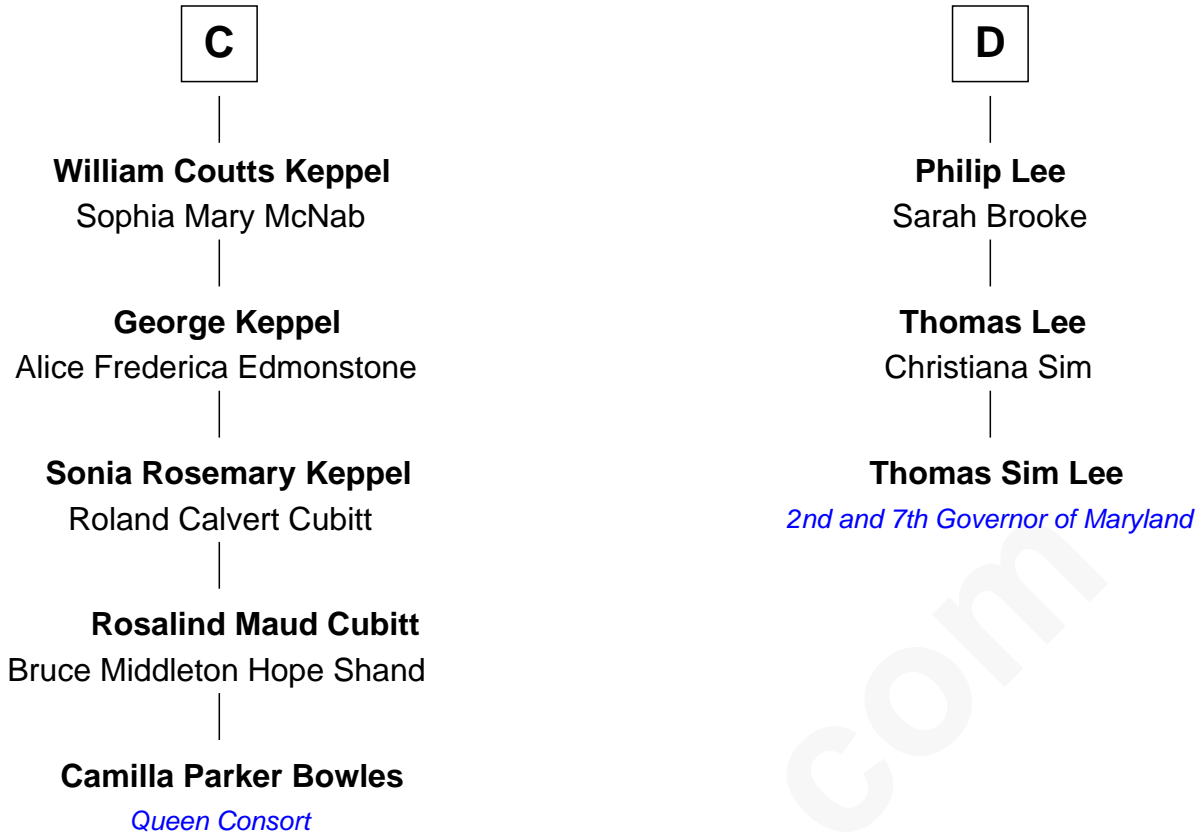 C
William Coutts Keppel
Sophia Mary McNab
George Keppel
Alice Frederica Edmonstone
Sonia Rosemary Keppel
Roland Calvert Cubitt
Rosalind Maud Cubitt
Bruce Middleton Hope Shand
Camilla Parker Bowles
Queen Consort
D
Philip Lee
Sarah Brooke
Thomas Lee
Christiana Sim
Thomas Sim Lee
2nd and 7th Governor of Maryland
com